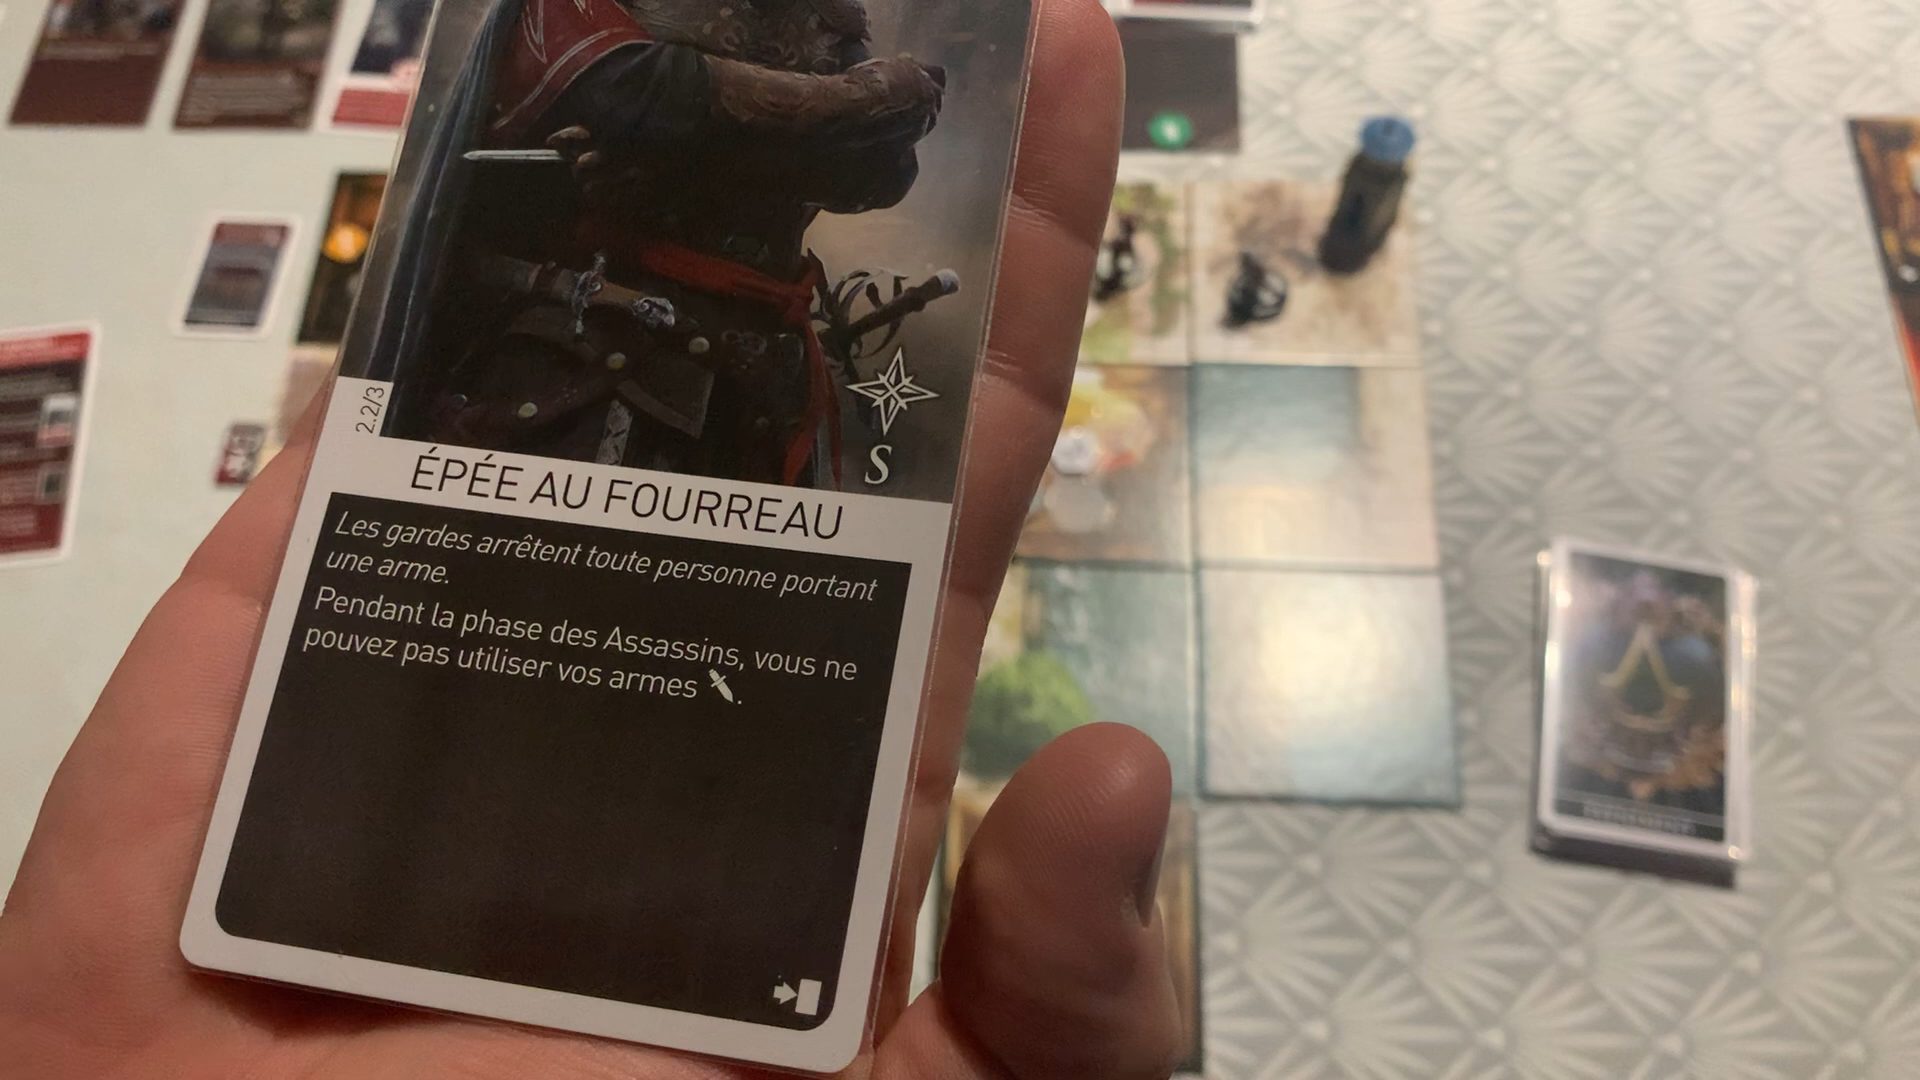 2.2/3
S
ÉPÉE AU FOURREAU
Les gardes arrêtent toute personne portant
une arme.
Pendant la phase des Assassins, vous ne
pouvez pas utiliser vos armes .